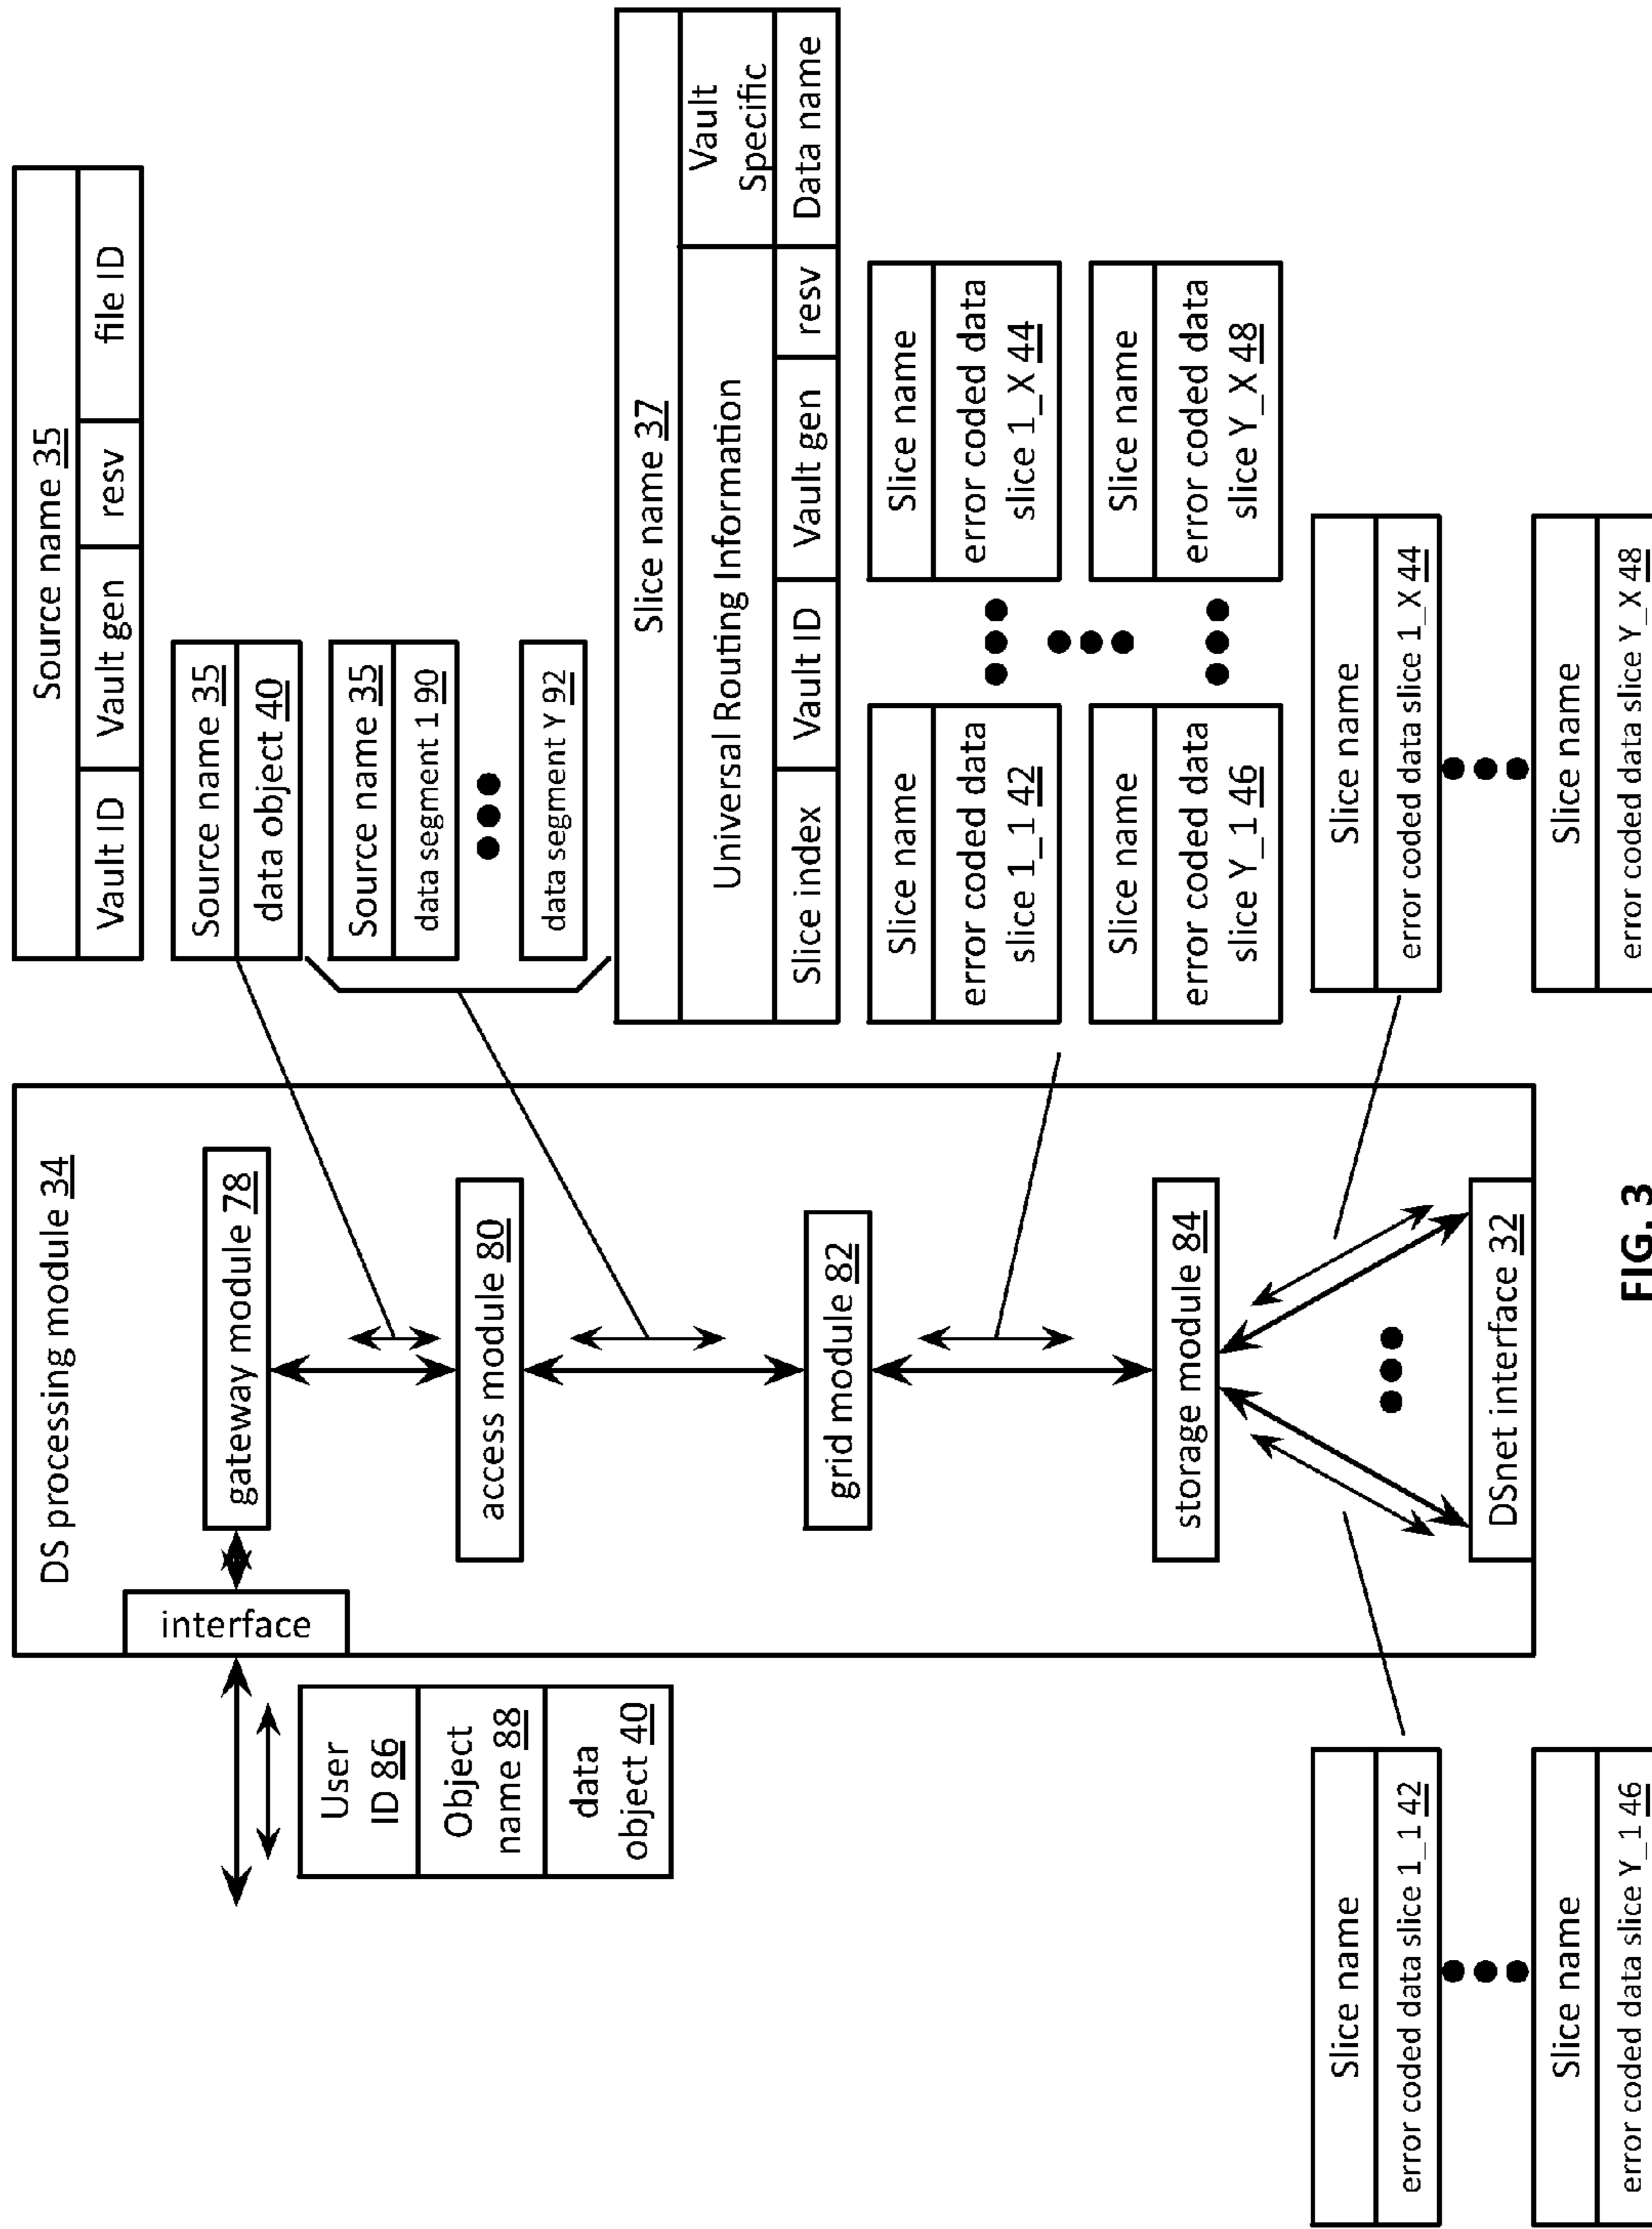 DS processing module 34
interface
gateway module 78
access module 80
grid module 82
storage module 84
DSnet interface 32
User
ID 86
Object
name 88
data
object 40
Source name 35
Vault ID
Vault gen
resv
file ID
Source name 35
data object 40
Source name 35
data segment 1 90
data segment Y 92
Slice name 37
Universal Routing Information
Vault
Specific
Slice index
Vault ID
Vault gen
resv
Data name
Slice name
error coded data
slice 1_1 42
Slice name
error coded data
slice 1_X 44
Slice name
error coded data
slice Y_1 46
Slice name
error coded data
slice Y_X 48
Slice name
error coded data slice 1_1 42
Slice name
error coded data slice Y_1 46
Slice name
error coded data slice 1_X 44
Slice name
error coded data slice Y_X 48
FIG. 3